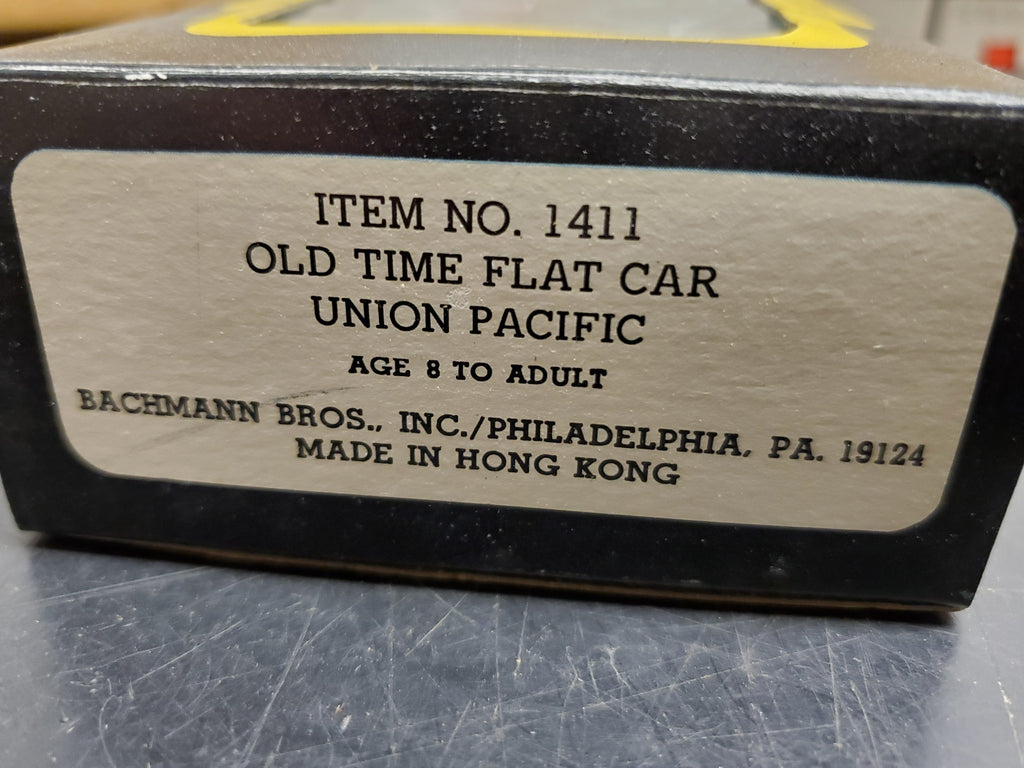 ITEM NO. 1411
OLD TIME FLAT CAR
UNION PACIFIC
AGE 8 TO ADULT
BACHMANN BROS., INC./PHILADELPHIA, PA. 19124
MADE IN HONG KONG